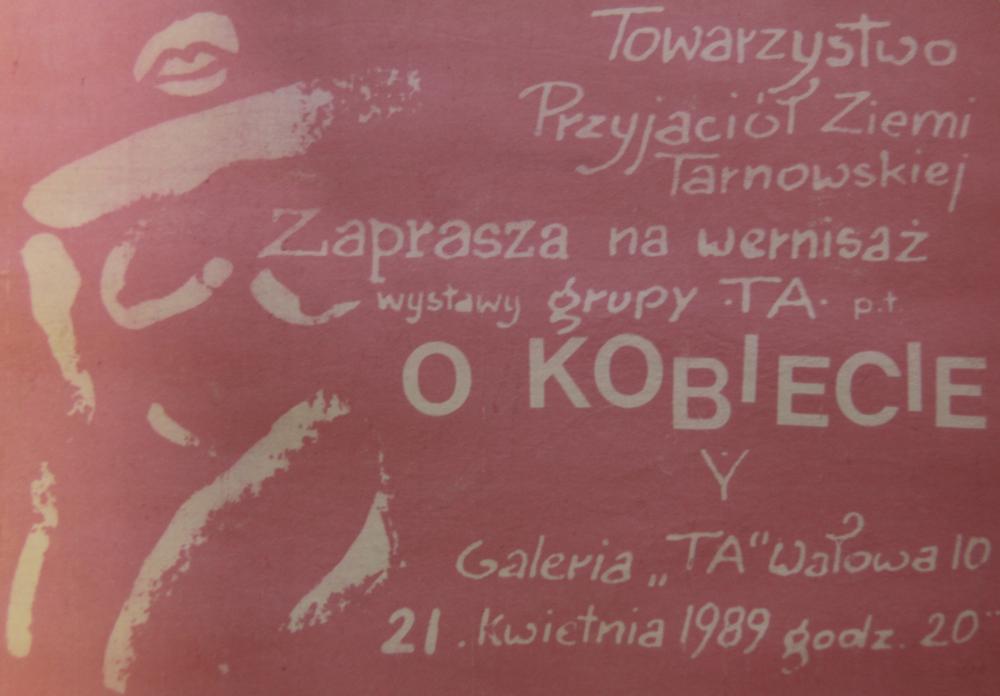 Towarzystwo
Przyjaciół Ziemi
Tarnowskiej
Zaprasza na wernisaż
wystawy grupy ·TA· p.t.
O KOBIECIE
Y
Galeria „TA" Wałowa 10
21. Kwietnia 1989 godz. 20